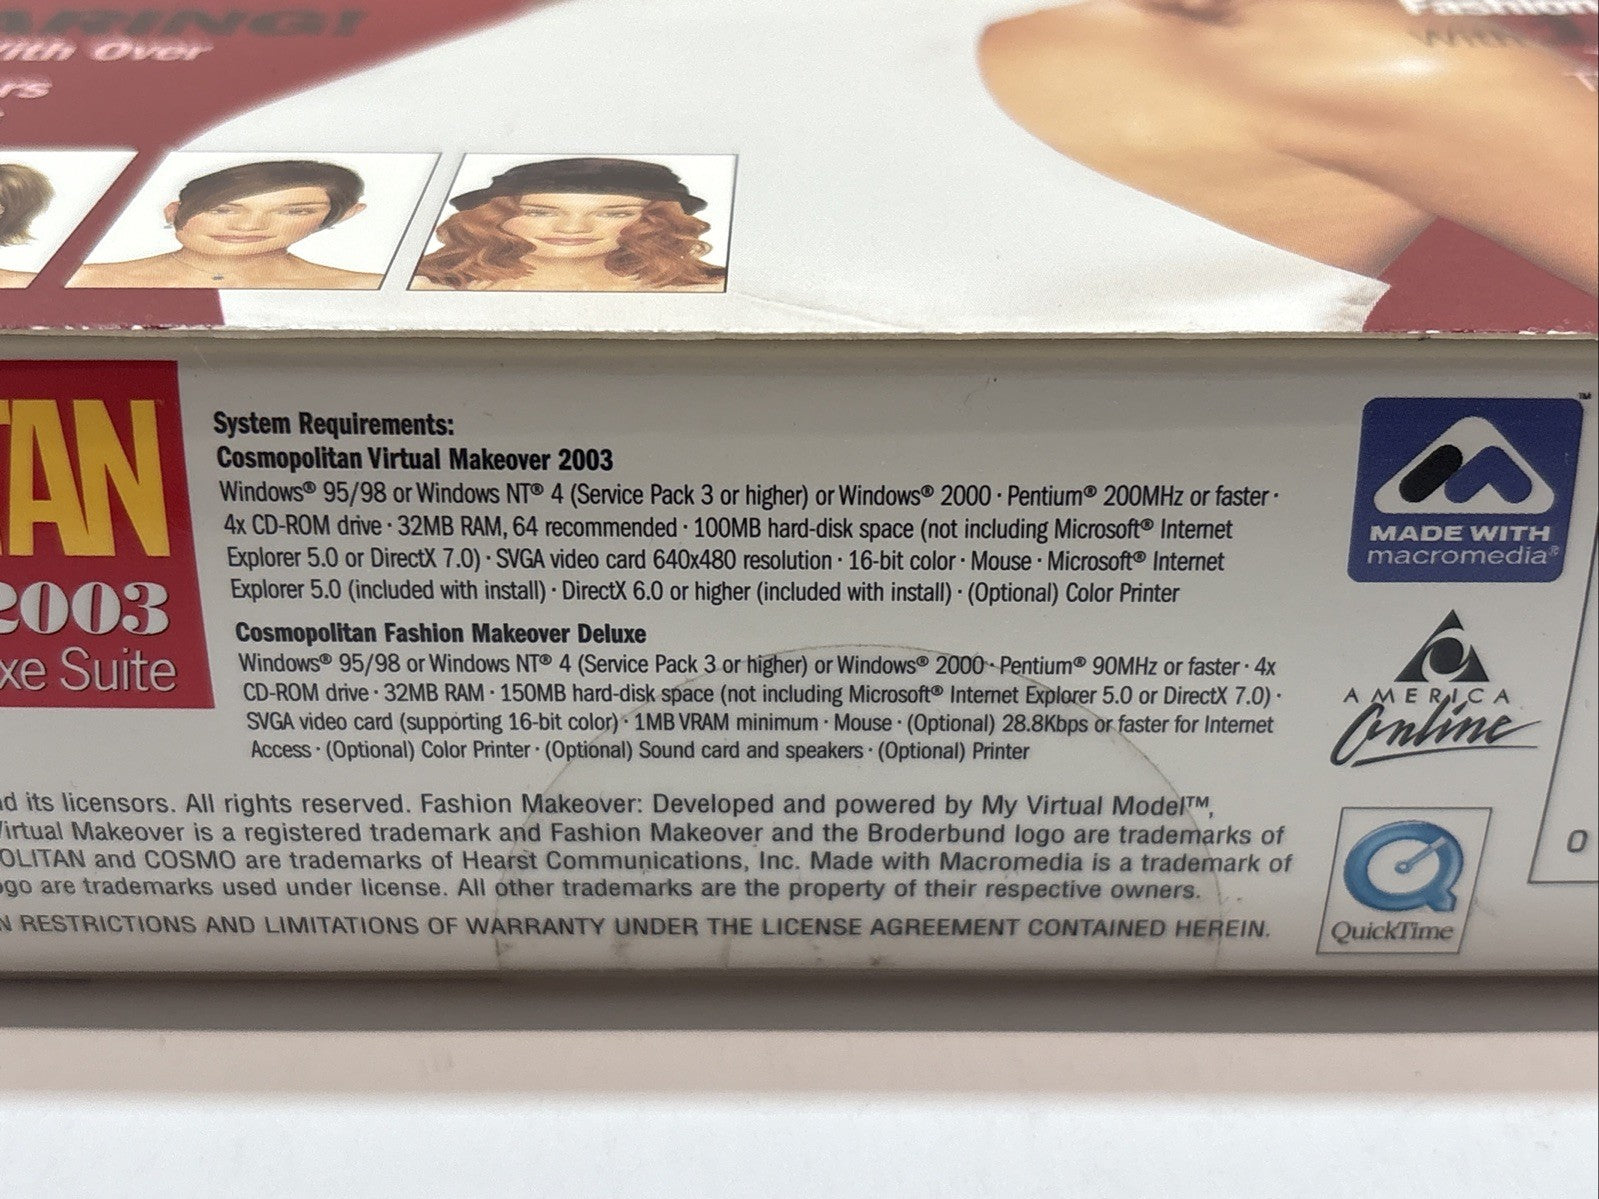 ARING!
ith Over
rs
Fashion
With
TAN
2003
xe Suite
System Requirements:
Cosmopolitan Virtual Makeover 2003
Windows® 95/98 or Windows NT® 4 (Service Pack 3 or higher) or Windows® 2000 · Pentium® 200MHz or faster ·
4x CD-ROM drive · 32MB RAM, 64 recommended · 100MB hard-disk space (not including Microsoft® Internet
Explorer 5.0 or DirectX 7.0) · SVGA video card 640x480 resolution · 16-bit color · Mouse · Microsoft® Internet
Explorer 5.0 (included with install) · DirectX 6.0 or higher (included with install) · (Optional) Color Printer
Cosmopolitan Fashion Makeover Deluxe
Windows® 95/98 or Windows NT® 4 (Service Pack 3 or higher) or Windows® 2000 · Pentium® 90MHz or faster · 4x
CD-ROM drive · 32MB RAM · 150MB hard-disk space (not including Microsoft® Internet Explorer 5.0 or DirectX 7.0) ·
SVGA video card (supporting 16-bit color) · 1MB VRAM minimum · Mouse · (Optional) 28.8Kbps or faster for Internet
Access · (Optional) Color Printer · (Optional) Sound card and speakers · (Optional) Printer
d its licensors. All rights reserved. Fashion Makeover: Developed and powered by My Virtual Model™,
Virtual Makeover is a registered trademark and Fashion Makeover and the Broderbund logo are trademarks of
OLITAN and COSMO are trademarks of Hearst Communications, Inc. Made with Macromedia is a trademark of
ogo are trademarks used under license. All other trademarks are the property of their respective owners.
N RESTRICTIONS AND LIMITATIONS OF WARRANTY UNDER THE LICENSE AGREEMENT CONTAINED HEREIN.
™
MADE WITH
macromedia®
AMERICA
Online
QuickTime
0